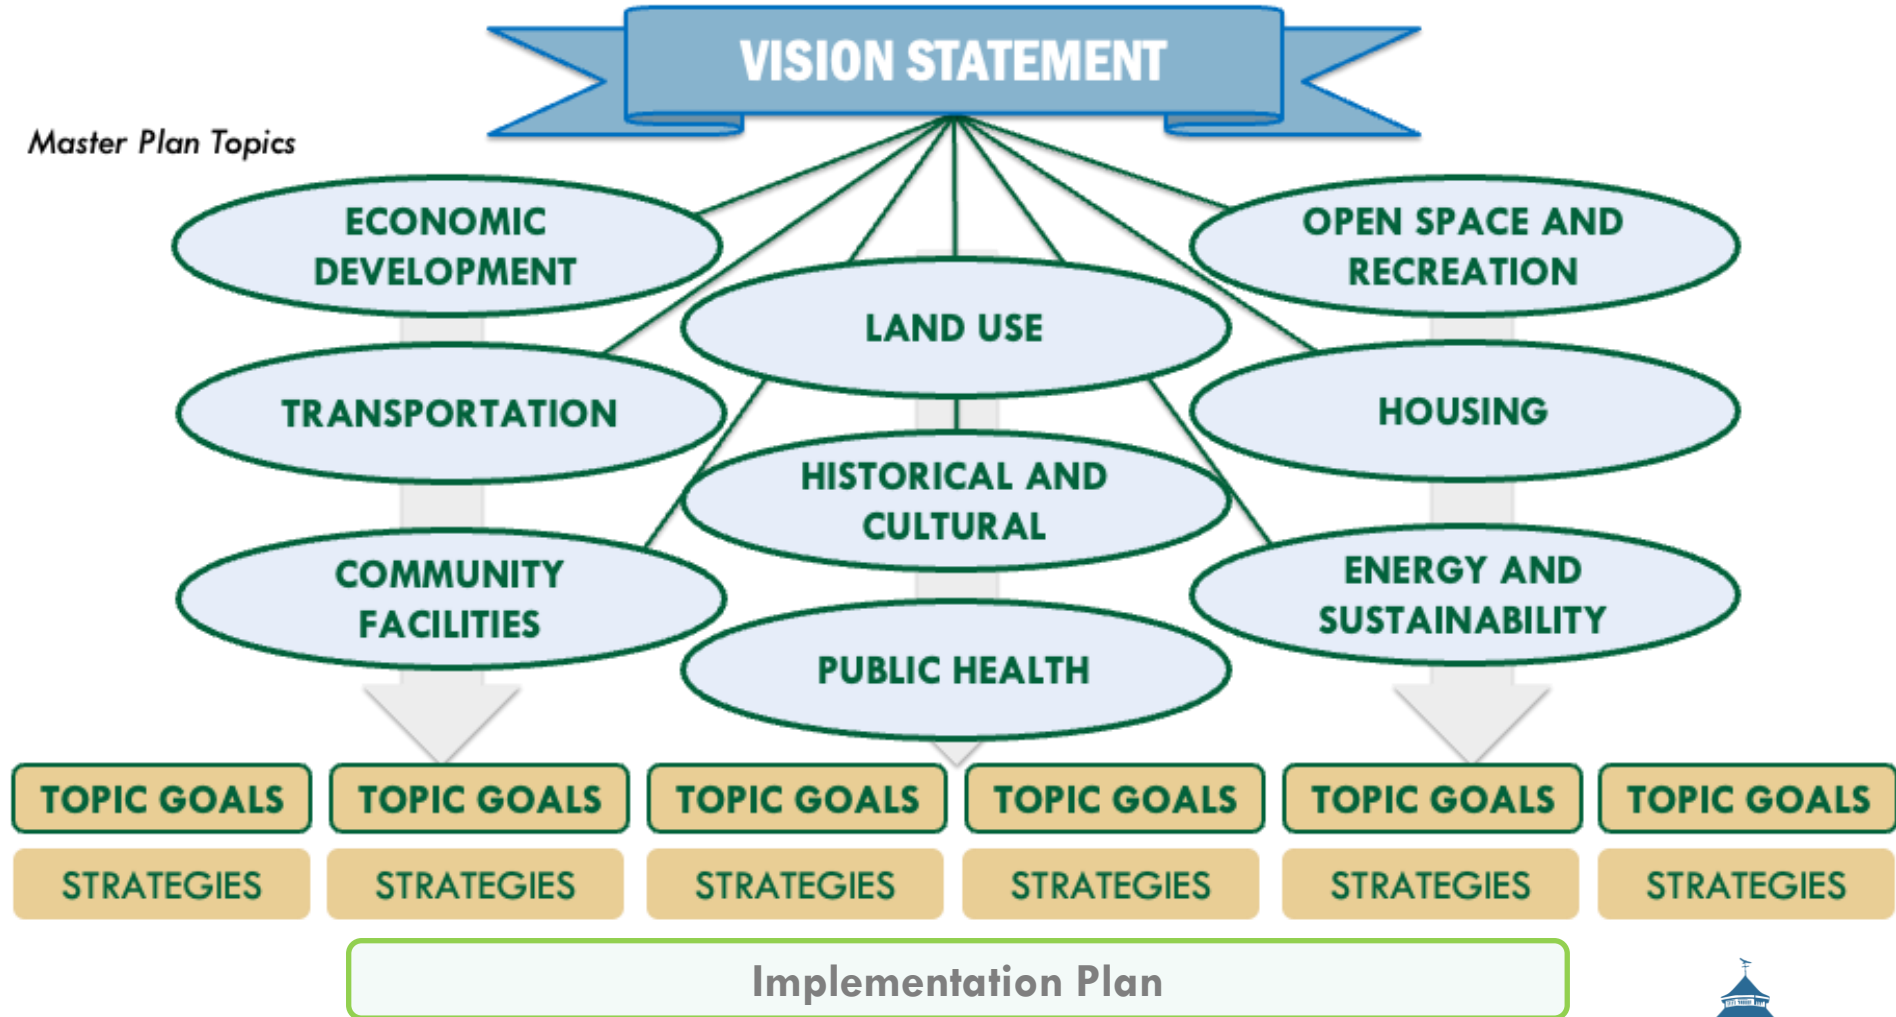 VISION STATEMENT
Master Plan Topics
ECONOMIC
DEVELOPMENT
OPEN SPACE AND
RECREATION
LAND USE
TRANSPORTATION
HOUSING
HISTORICAL AND
CULTURAL
COMMUNITY
FACILITIES
ENERGY AND
SUSTAINABILITY
PUBLIC HEALTH
TOPIC GOALS
TOPIC GOALS
TOPIC GOALS
TOPIC GOALS
TOPIC GOALS
TOPIC GOALS
STRATEGIES
STRATEGIES
STRATEGIES
STRATEGIES
STRATEGIES
STRATEGIES
Implementation Plan